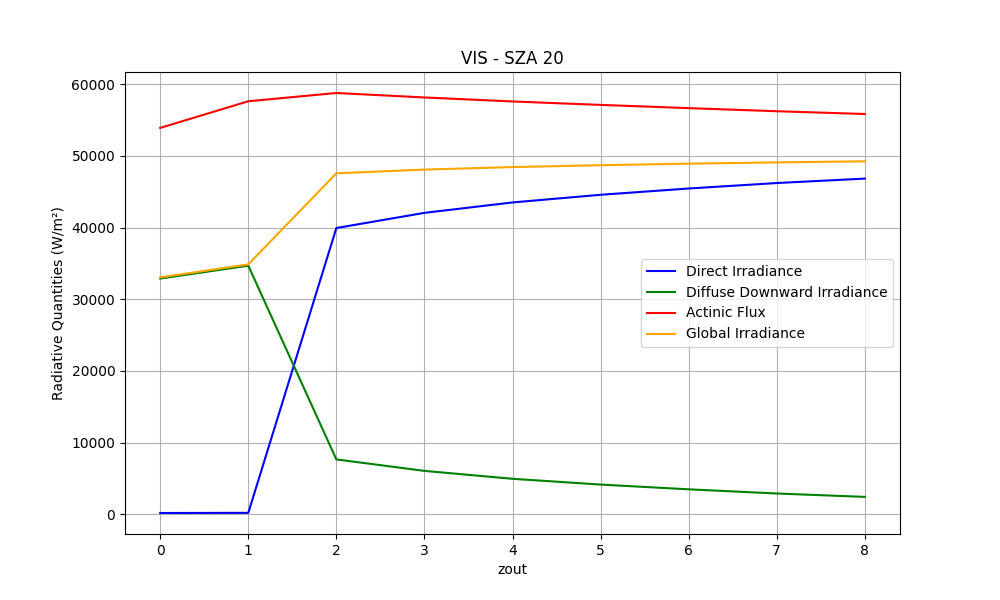 VIS - SZA 20
Radiative Quantities (W/m²)
60000
50000
40000
30000
20000
10000
0
Direct Irradiance
Diffuse Downward Irradiance
Actinic Flux
Global Irradiance
0 1 2 3 4 5 6 7 8
zout